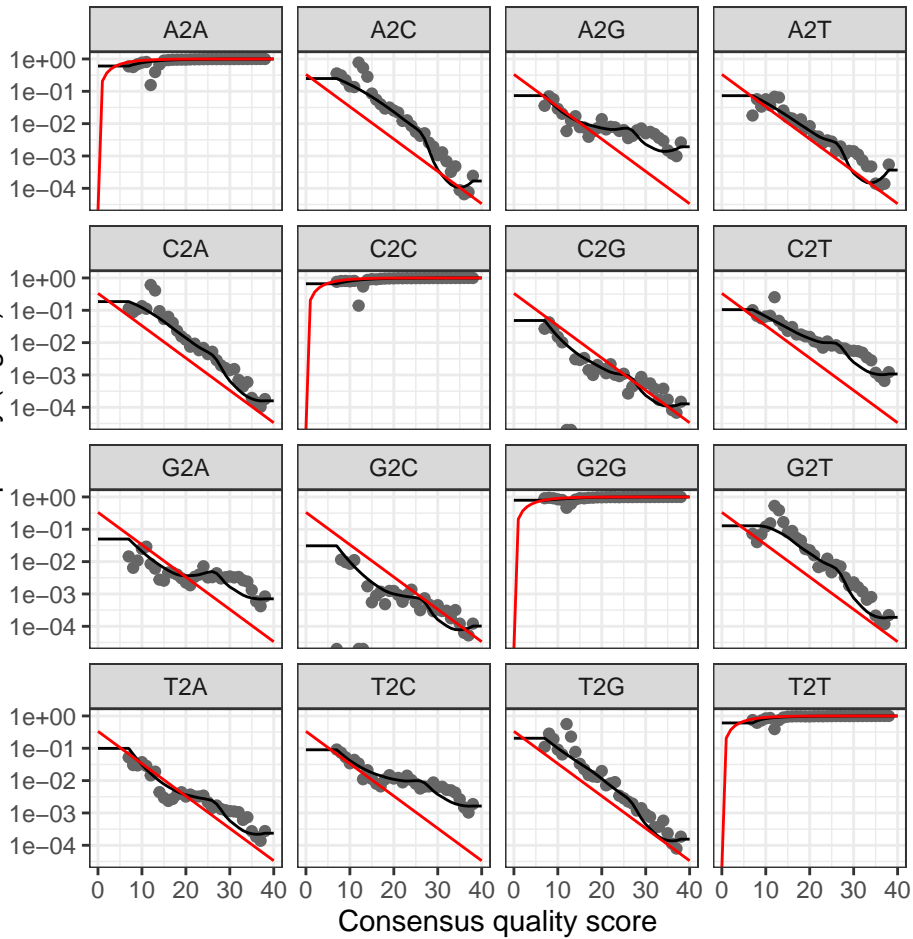 A2A A2C A2G A2T
1e+00
1e−01
1e−02
1e−03
1e−04
C2A C2C C2G C2T
1e+00
1e−01
1e−02
1e−03
1e−04
G2A G2C G2G G2T
1e+00
1e−01
1e−02
1e−03
1e−04
T2A T2C T2G T2T
1e+00
1e−01
1e−02
1e−03
1e−04
0 10 20 30 40 0 10 20 30 40 0 10 20 30 40 0 10 20 30 40
Consensus quality score